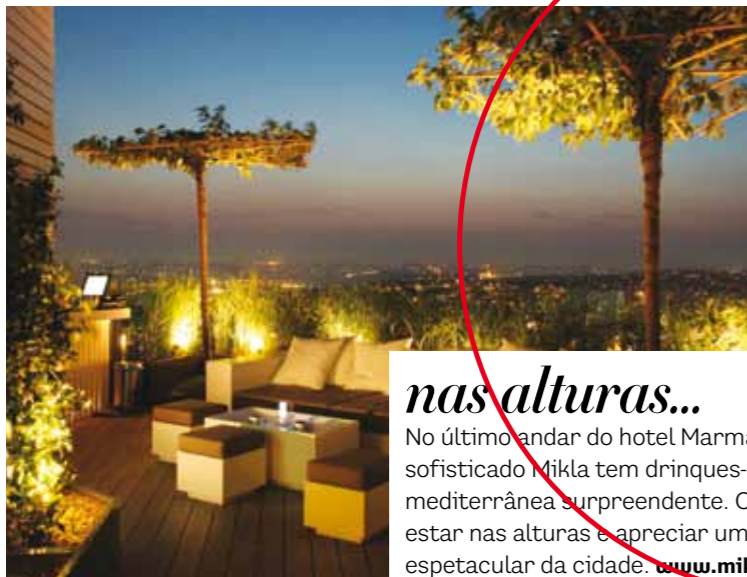 nas alturas...
No último andar do hotel Marma
sofisticado Mikla tem drinques-
mediterrânea surpreendente. O
estar nas alturas e apreciar um
espetacular da cidade. www.mik